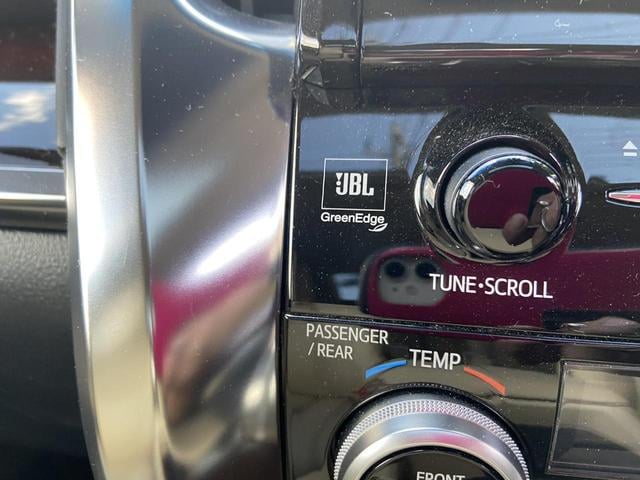 JBL
GreenEdge
TUNE·SCROLL
PASSENGER
/REAR
TEMP
FRONT